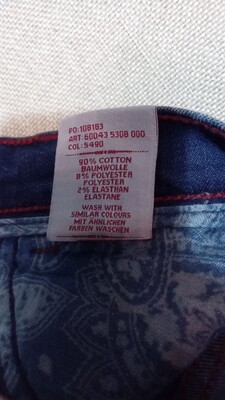 PO:108163
ART: 60043 5308 000
COL: 5490
90% COTTON
BAUMWOLLE
8% POLYESTER
POLYESTER
2% ELASTHAN
ELASTANE
WASH WITH
SIMILAR COLOURS
MIT ÄHNLICHEN
FARBEN WASCHEN